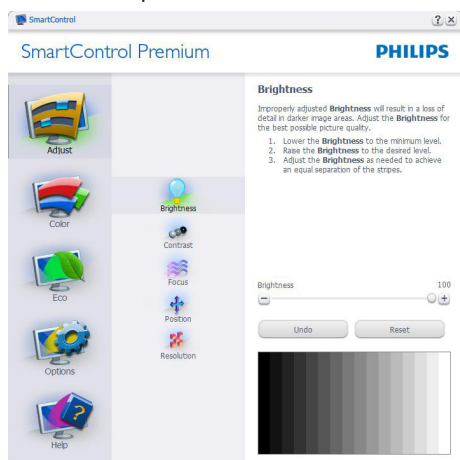 SmartControl
? x
SmartControl Premium
PHILIPS
Adjust
Color
Eco
Options
Help
Brightness
Contrast
Focus
Position
Resolution
Brightness
Improperly adjusted Brightness will result in a loss of
detail in darker image areas. Adjust the Brightness for
the best possible picture quality.
1. Lower the Brightness to the minimum level.
2. Raise the Brightness to the desired level.
3. Adjust the Brightness as needed to achieve
an equal separation of the stripes.
Brightness 100
Undo Reset